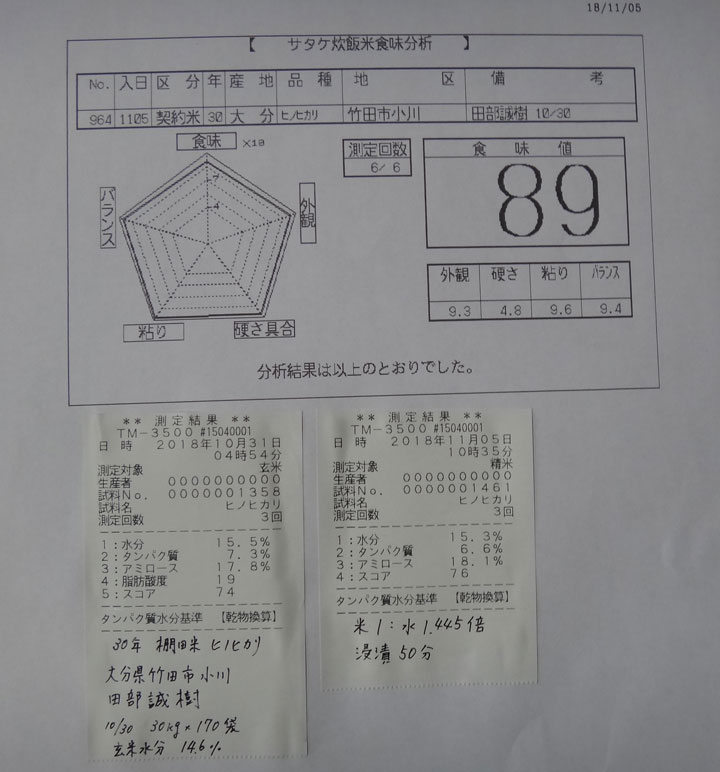 18/11/05
【 サタケ炊飯米食味分析 】
No. 入日 区分 年 産地 品種 地区 備考
964 1105 契約米 30 大分 ヒノヒカリ 竹田市小川 田部誠樹 10/30
食味 ×10
バランス
外観
粘り
硬さ具合
7
4
測定回数
6/ 6
食味値
89
外観 硬さ 粘り バランス
9.3 4.8 9.6 9.4
分析結果は以上のとおりでした。
** 測定結果 **
TM-3500 #15040001
日 時 2018年10月31日
04時54分
測定対象 玄米
生産者 0000000000
試料No. 0000001358
試料名 ヒノヒカリ
測定回数 3回
1:水分 15.5%
2:タンパク質 7.3%
3:アミロース 17.8%
4:脂肪酸度 19
5:スコア 74
タンパク質水分基準 【乾物換算】
30年 棚田米 ヒノヒカリ
大分県竹田市小川
田部誠樹
10/30 30kg×170袋
玄米水分 14.6%
** 測定結果 **
TM-3500 #15040001
日 時 2018年11月05日
10時35分
測定対象 精米
生産者 0000000000
試料No. 0000001461
試料名 ヒノヒカリ
測定回数 3回
1:水分 15.3%
2:タンパク質 6.6%
3:アミロース 18.1%
4:スコア 76
タンパク質水分基準 【乾物換算】
米1:水1.445倍
浸漬50分